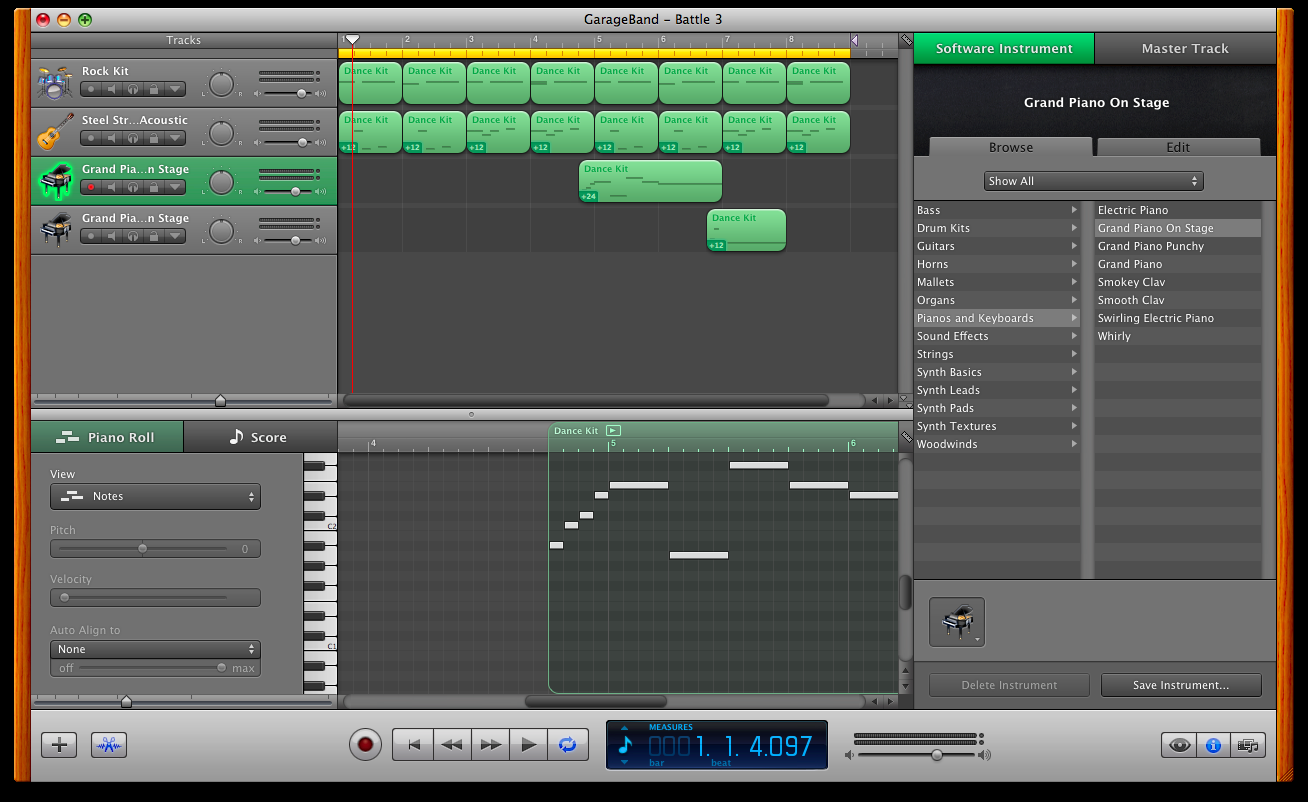 GarageBand – Battle 3
Tracks
1 2 3 4 5 6 7 8
Software Instrument
Master Track
Rock Kit
L R
Dance Kit Dance Kit Dance Kit Dance Kit Dance Kit Dance Kit Dance Kit Dance Kit
Steel Str...Acoustic
L R
Dance Kit Dance Kit Dance Kit Dance Kit Dance Kit Dance Kit Dance Kit Dance Kit
+12 +12 +12 +12 +12 +12 +12 +12
Grand Pia...n Stage
L R
Dance Kit
+24
Grand Pia...n Stage
L R
Dance Kit
+12
Grand Piano On Stage
Browse
Edit
Show All
Bass
Drum Kits
Guitars
Horns
Mallets
Organs
Pianos and Keyboards
Sound Effects
Strings
Synth Basics
Synth Leads
Synth Pads
Synth Textures
Woodwinds
Electric Piano
Grand Piano On Stage
Grand Piano Punchy
Grand Piano
Smokey Clav
Smooth Clav
Swirling Electric Piano
Whirly
Piano Roll
Score
Dance Kit
4 5 6
View
Notes
Pitch
0
Velocity
Auto Align to
None
off max
C2
C1
Delete Instrument
Save Instrument...
MEASURES
0001. 1. 4.097
bar beat